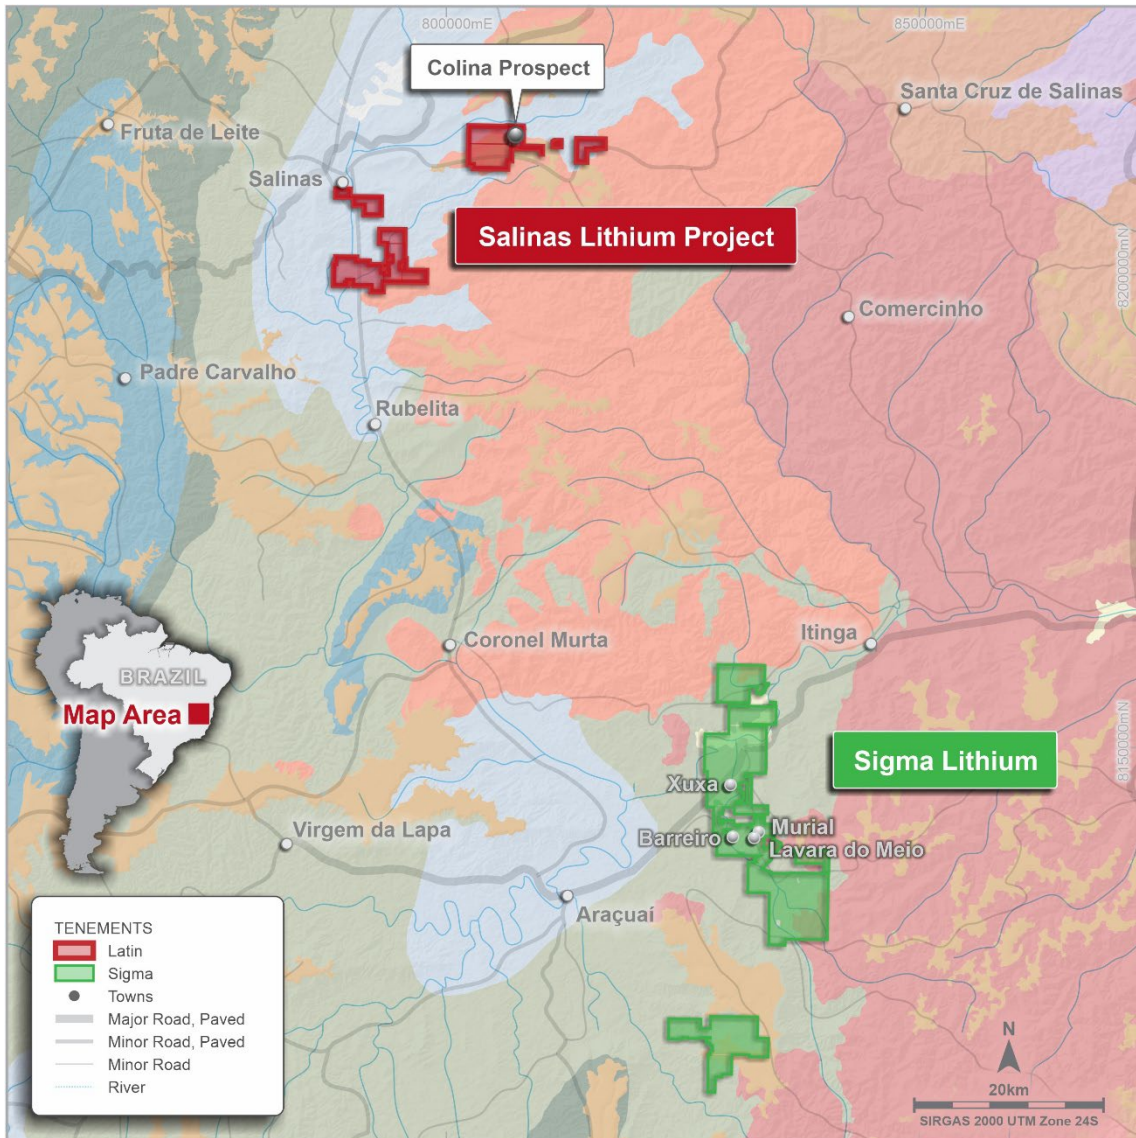 800000mE
850000mE
Colina Prospect
Santa Cruz de Salinas
Fruta de Leite
Salinas
Salinas Lithium Project
8200000mN
Comercinho
Padre Carvalho
Rubelita
Coronel Murta
Itinga
BRAZIL
Map Area
8150000mN
Sigma Lithium
Xuxa
Virgem da Lapa
Barreiro
Murial
Lavara do Meio
Araçuaí
TENEMENTS
Latin
Sigma
Towns
Major Road, Paved
Minor Road, Paved
Minor Road
River
N
20km
SIRGAS 2000 UTM Zone 24S